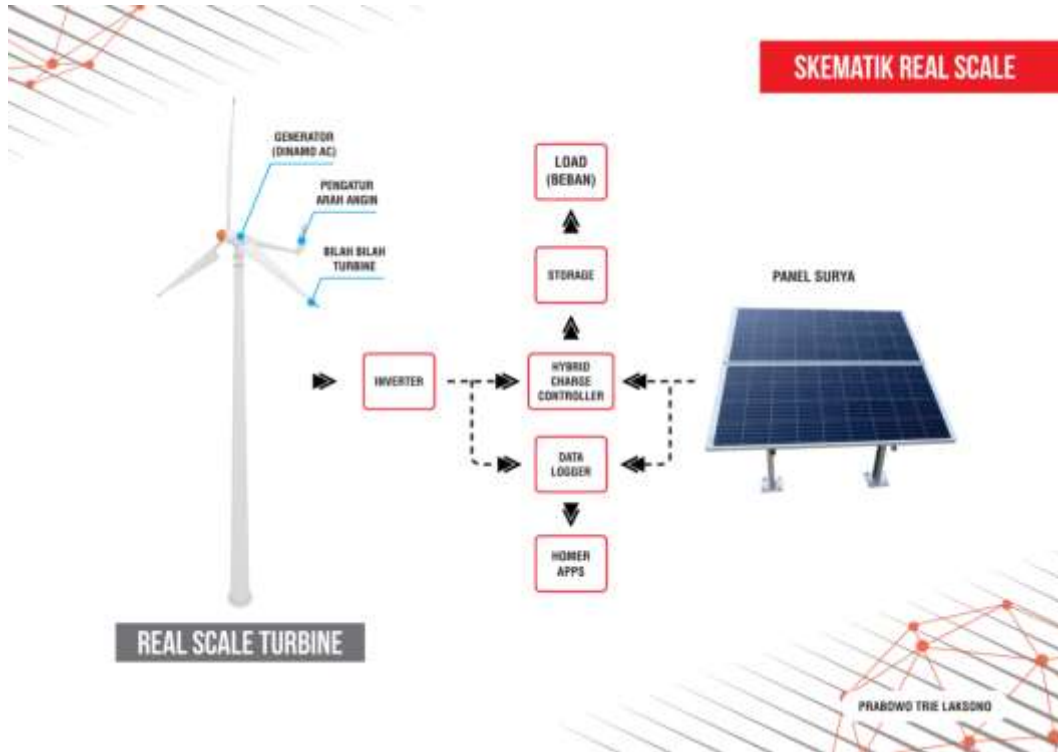 SKEMATIK REAL SCALE
GENERATOR
(DINAMO AC)
PENGATUR
ARAH ANGIN
BILAH BILAH
TURBINE
LOAD
(BEBAN)
STORAGE
PANEL SURYA
INVERTER
HYBRID
CHARGE
CONTROLLER
DATA
LOGGER
HOMER
APPS
REAL SCALE TURBINE
PRABOWO TRIE LAKSONO